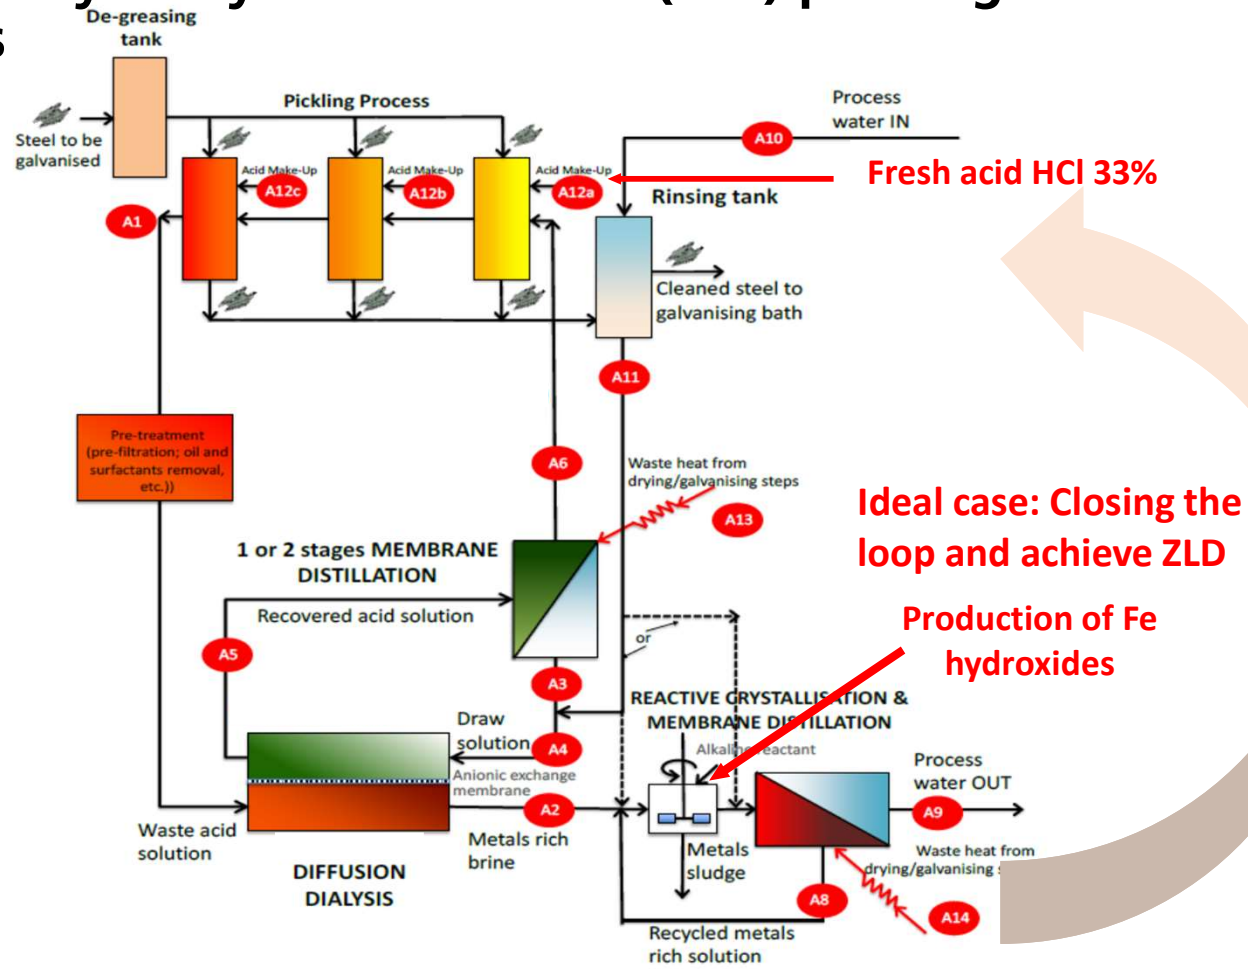 De-greasing
tank
Steel to be
galvanised
Pickling Process
Process
water IN
A10
Fresh acid HCl 33%
Acid Make-Up
A12c
Acid Make-Up
A12b
Acid Make-Up
A12a
Rinsing tank
A1
Cleaned steel to
galvanising bath
A11
Pre-treatment
(pre-filtration; oil and
surfactants removal,
etc.))
A6
Waste heat from
drying/galvanising steps
A13
Ideal case: Closing the
loop and achieve ZLD
1 or 2 stages MEMBRANE
DISTILLATION
Recovered acid solution
or
Production of Fe
hydroxides
A5
A3
REACTIVE CRYSTALLISATION &
MEMBRANE DISTILLATION
Draw
solution
A4
Alkaline reactant
Anionic exchange
membrane
Process
water OUT
A2
A9
Waste acid
solution
Metals rich
brine
Metals
sludge
Waste heat from
drying/galvanising s
DIFFUSION
DIALYSIS
A8
A14
Recycled metals
rich solution